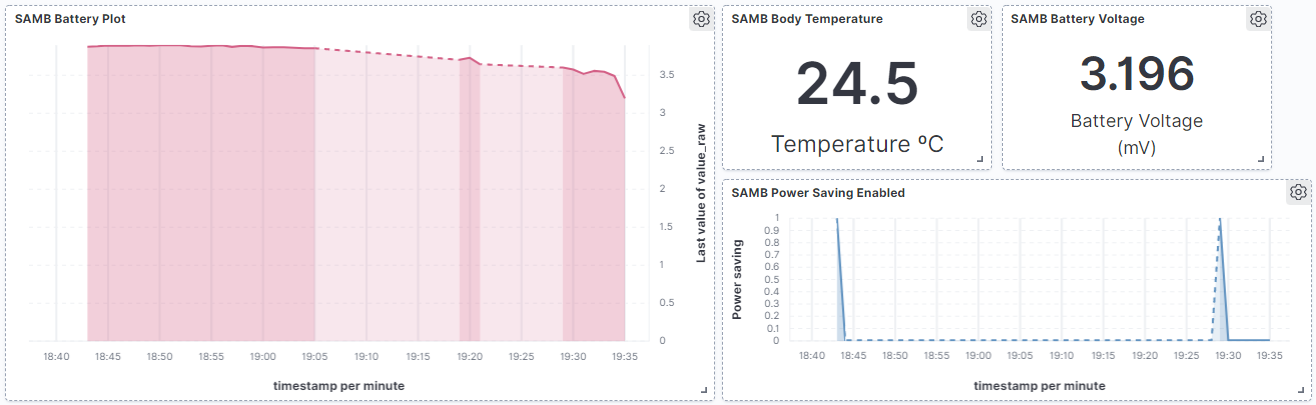 SAMB Battery Plot
3.5
3
2.5
2
1.5
1
0.5
0
Last value of value_raw
18:40 18:45 18:50 18:55 19:00 19:05 19:10 19:15 19:20 19:25 19:30 19:35
timestamp per minute
SAMB Body Temperature
24.5
Temperature ºC
SAMB Battery Voltage
3.196
Battery Voltage
(mV)
SAMB Power Saving Enabled
Power saving
1
0.9
0.8
0.7
0.6
0.5
0.4
0.3
0.2
0.1
0
18:40 18:45 18:50 18:55 19:00 19:05 19:10 19:15 19:20 19:25 19:30 19:35
timestamp per minute